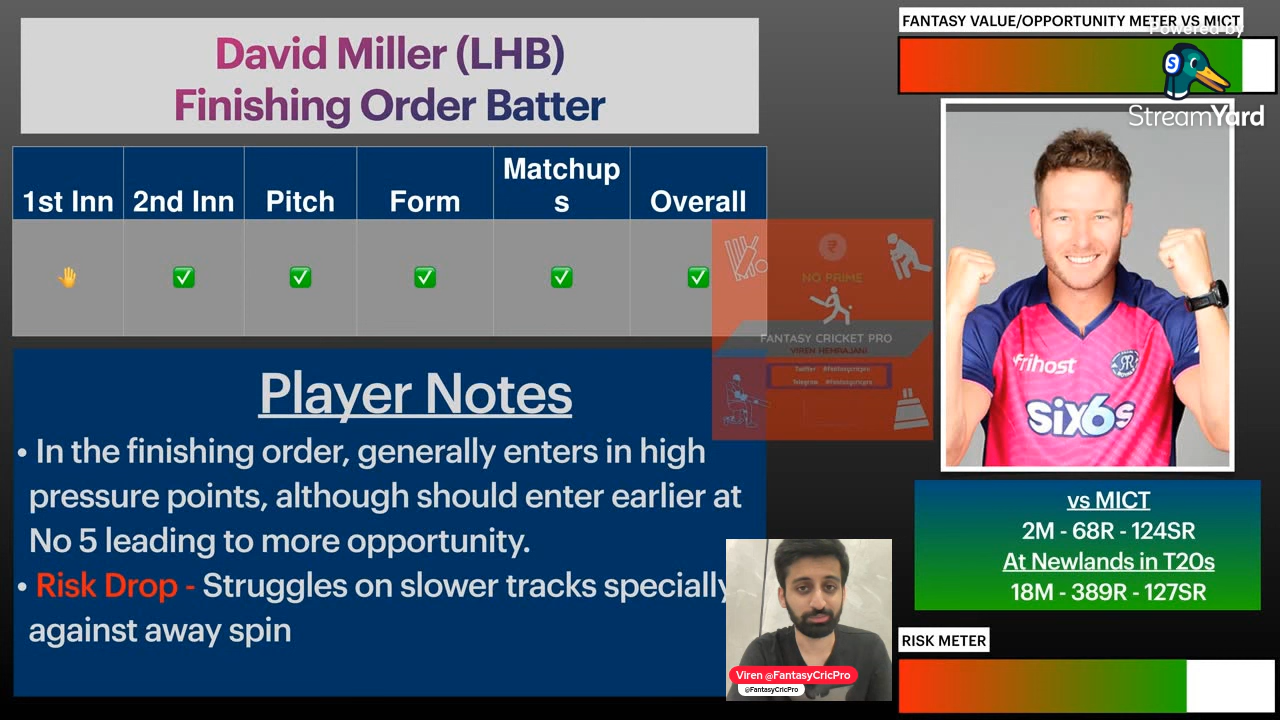 David Miller (LHB)
Finishing Order Batter
FANTASY VALUE/OPPORTUNITY METER VS MICT
Powered by
StreamYard
1st Inn 2nd Inn Pitch Form Matchup
s Overall
NO PRIME
FANTASY CRICKET PRO
VIREN HEMRAJANI
Twitter #fantasycricpro
Telegram #fantasycricpro
frihost
six6s
Player Notes
• In the finishing order, generally enters in high
pressure points, although should enter earlier at
No 5 leading to more opportunity.
• Risk Drop - Struggles on slower tracks specially
against away spin
vs MICT
2M - 68R - 124SR
At Newlands in T20s
18M - 389R - 127SR
RISK METER
Viren @FantasyCricPro
@FantasyCricPro